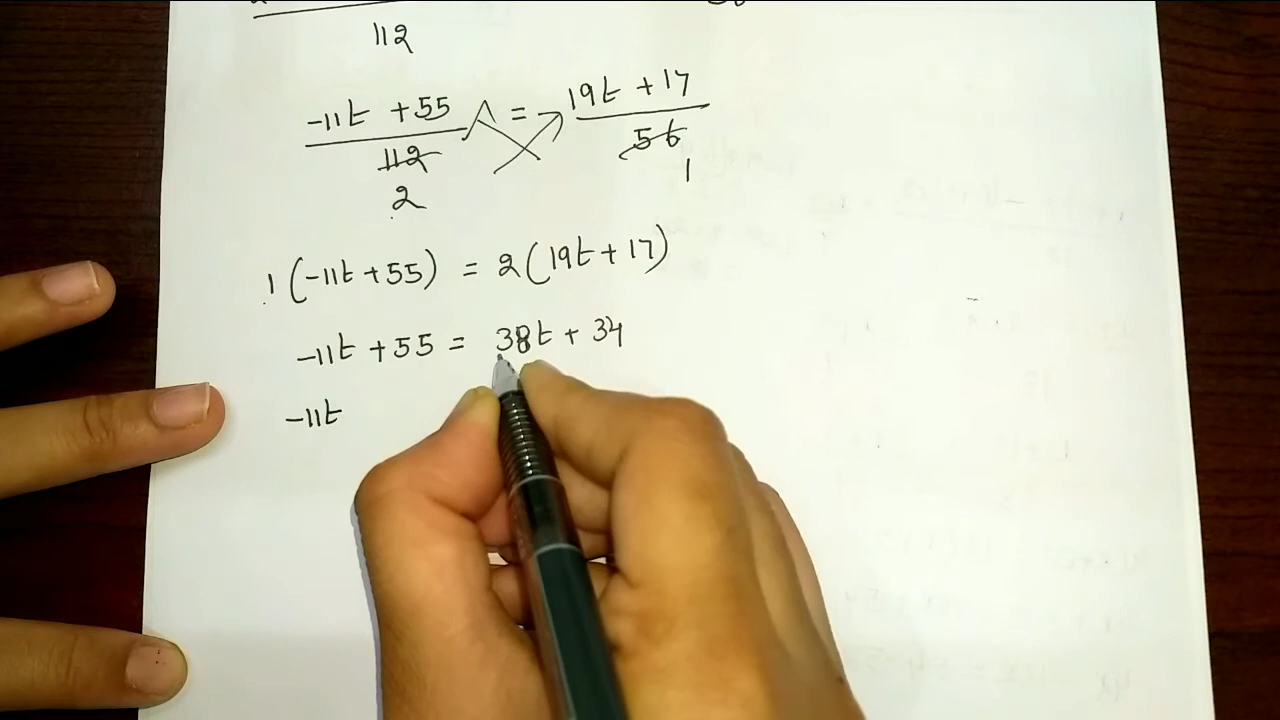 112
-11t + 55 = 19t + 17
112 56
2 1
1 (-11t + 55) = 2 (19t + 17)
-11t + 55 = 38t + 34
-11t